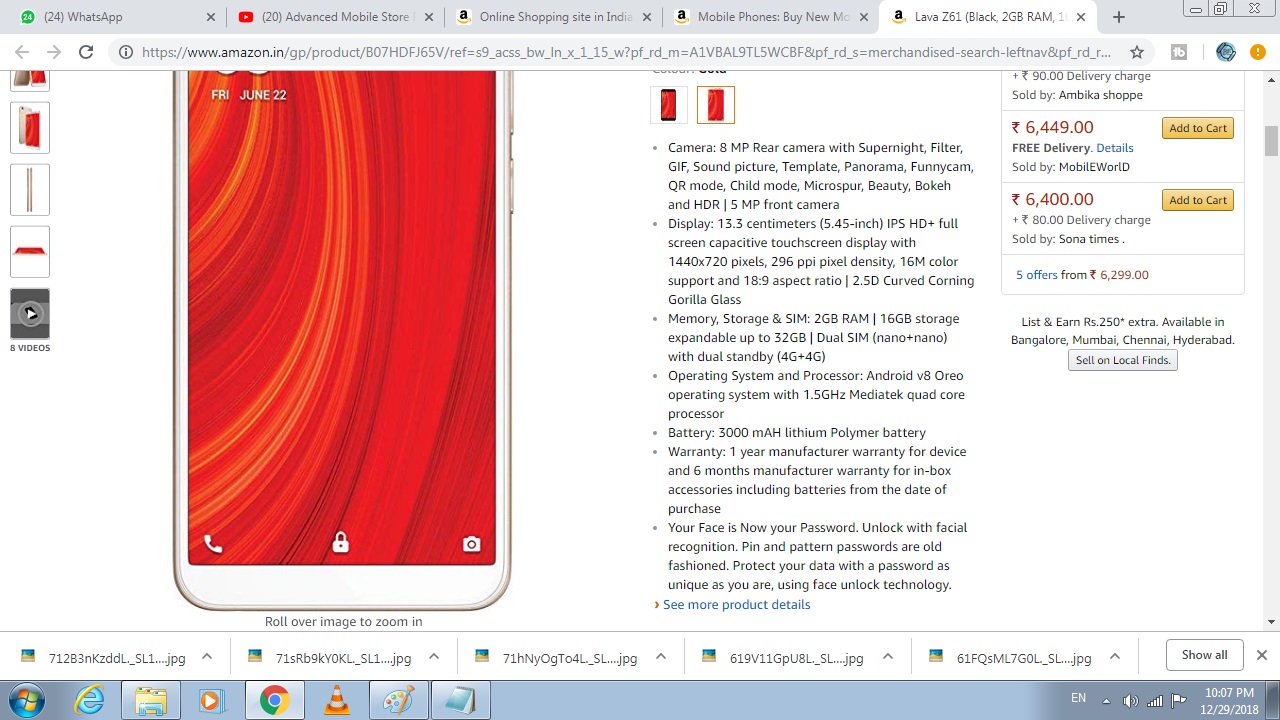 (24) WhatsApp
(20) Advanced Mobile Store
Online Shopping site in India
Mobile Phones: Buy New Mo
Lava Z61 (Black, 2GB RAM, 16
https://www.amazon.in/gp/product/B07HDFJ65V/ref=s9_acss_bw_ln_x_1_15_w?pf_rd_m=A1VBAL9TL5WCBF&pf_rd_s=merchandised-search-leftnav&pf_rd_r...
FRI JUNE 22
8 VIDEOS
Roll over image to zoom in
Colour: Gold
Camera: 8 MP Rear camera with Supernight, Filter,
GIF, Sound picture, Template, Panorama, Funnycam,
QR mode, Child mode, Microspur, Beauty, Bokeh
and HDR | 5 MP front camera
Display: 13.3 centimeters (5.45-inch) IPS HD+ full
screen capacitive touchscreen display with
1440x720 pixels, 296 ppi pixel density, 16M color
support and 18:9 aspect ratio | 2.5D Curved Corning
Gorilla Glass
Memory, Storage & SIM: 2GB RAM | 16GB storage
expandable up to 32GB | Dual SIM (nano+nano)
with dual standby (4G+4G)
Operating System and Processor: Android v8 Oreo
operating system with 1.5GHz Mediatek quad core
processor
Battery: 3000 mAH lithium Polymer battery
Warranty: 1 year manufacturer warranty for device
and 6 months manufacturer warranty for in-box
accessories including batteries from the date of
purchase
Your Face is Now your Password. Unlock with facial
recognition. Pin and pattern passwords are old
fashioned. Protect your data with a password as
unique as you are, using face unlock technology.
› See more product details
+ ₹ 90.00 Delivery charge
Sold by: Ambika shoppe
₹ 6,449.00
Add to Cart
FREE Delivery. Details
Sold by: MobilEWorlD
₹ 6,400.00
Add to Cart
+ ₹ 80.00 Delivery charge
Sold by: Sona times .
5 offers from ₹ 6,299.00
List & Earn Rs.250* extra. Available in
Bangalore, Mumbai, Chennai, Hyderabad.
Sell on Local Finds.
712B3nKzddL._SL1....jpg
71sRb9kY0KL._SL1....jpg
71hNyOgTo4L._SL....jpg
619V11GpU8L._SL....jpg
61FQsML7G0L._SL....jpg
Show all
EN
10:07 PM
12/29/2018